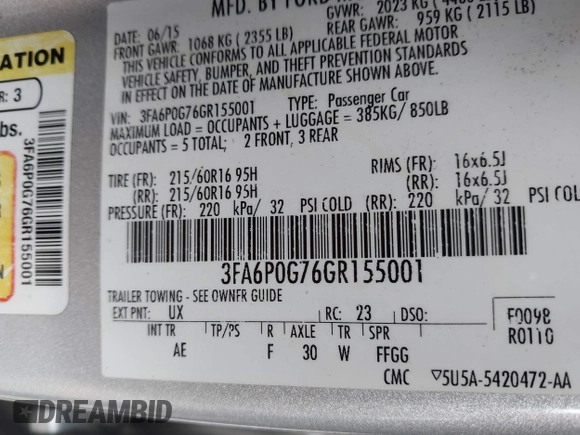 MFG. BY FORD
DATE: 06/15
GVWR: 2023 KG
FRONT GAWR: 1068 KG ( 2355 LB)
REAR GAWR: 959 KG ( 2115 LB)
THIS VEHICLE CONFORMS TO ALL APPLICABLE FEDERAL MOTOR
VEHICLE SAFETY, BUMPER, AND THEFT PREVENTION STANDARDS
IN EFFECT ON THE DATE OF MANUFACTURE SHOWN ABOVE.
VIN: 3FA6P0G76GR155001 TYPE: Passenger Car
MAXIMUM LOAD = OCCUPANTS + LUGGAGE = 385KG/ 850LB
OCCUPANTS = 5 TOTAL; 2 FRONT, 3 REAR
TIRE (FR): 215/60R16 95H RIMS (FR): 16x6.5J
(RR): 215/60R16 95H (RR): 16x6.5J
PRESSURE (FR): 220 kPa/ 32 PSI COLD (RR): 220 kPa/ 32 PSI COL
3FA6P0G76GR155001
TRAILER TOWING - SEE OWNER GUIDE
EXT PNT: UX RC: 23 DSO: F0098
R0110
INT TR TP/PS R AXLE TR SPR
AE F 30 W FFGG
CMC ▽5U5A-5420472-AA
ATION
R: 3
bs.
3FA6P0G76GR155001
N
DREAMBID